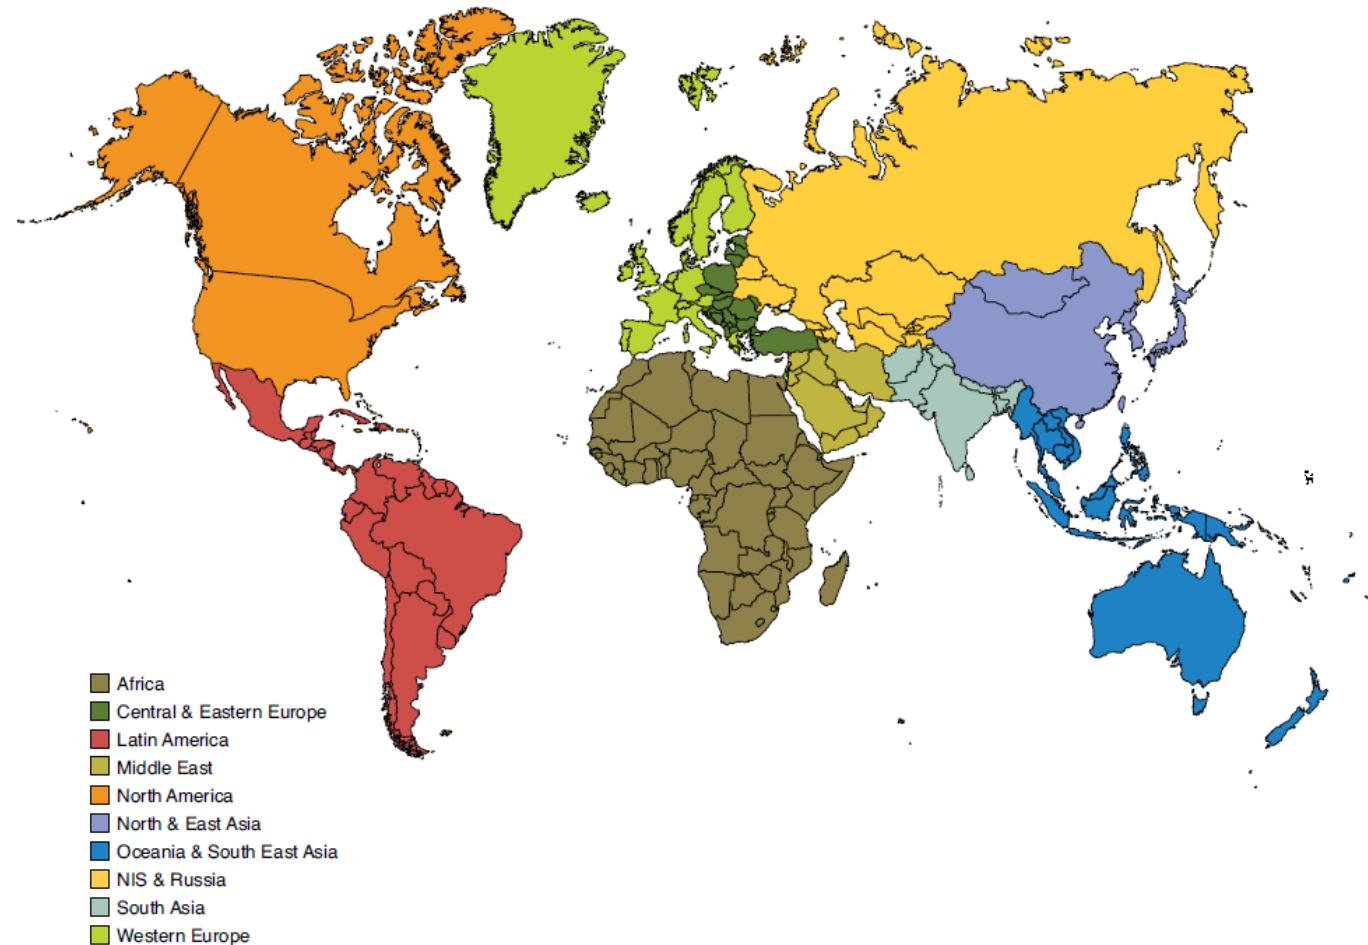 Africa
Central & Eastern Europe
Latin America
Middle East
North America
North & East Asia
Oceania & South East Asia
NIS & Russia
South Asia
Western Europe